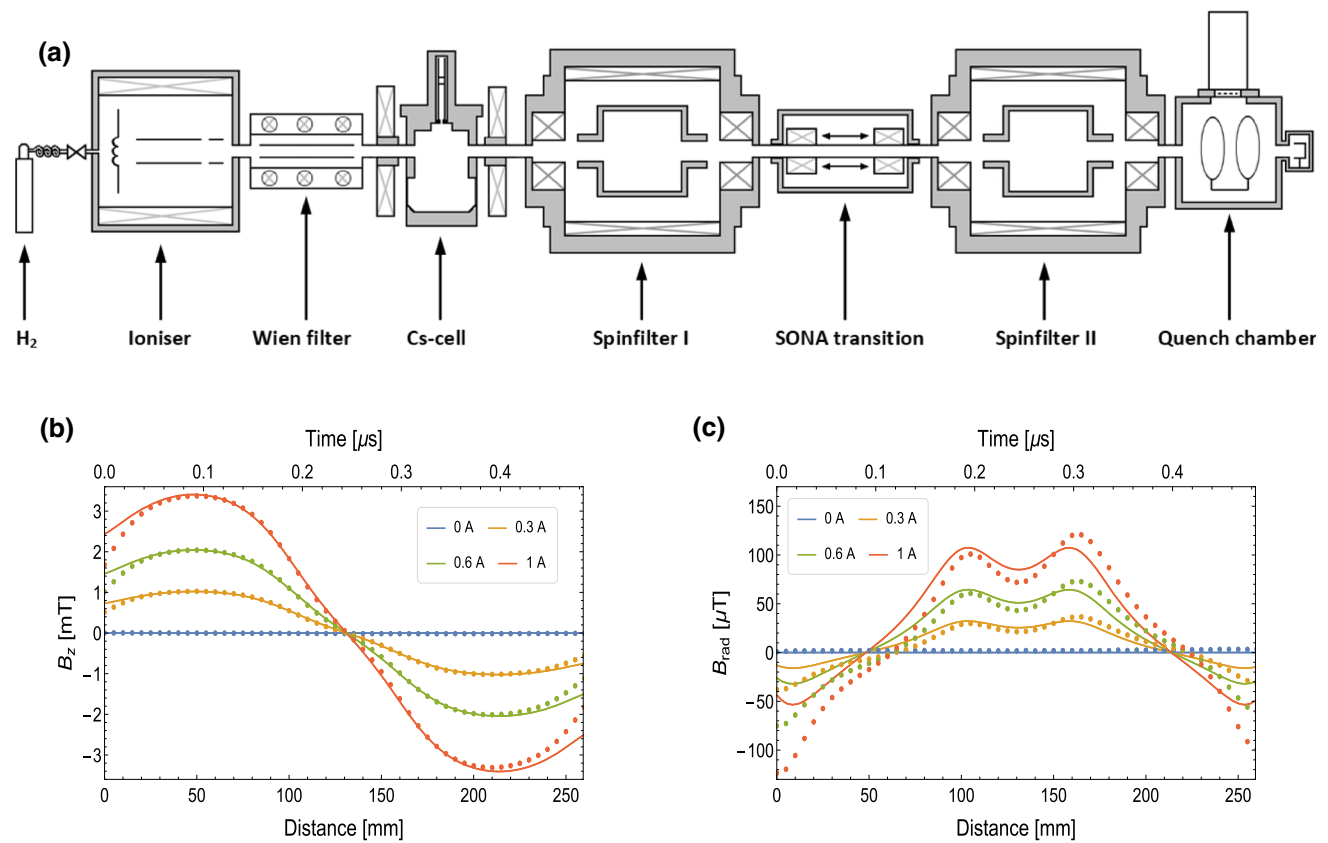 (a)
H₂
Ioniser
Wien filter
Cs-cell
Spinfilter I
SONA transition
Spinfilter II
Quench chamber
(b)
Time [μs]
0.0 0.1 0.2 0.3 0.4
3
2
1
0
−1
−2
−3
B_z [mT]
0 A 0.3 A
0.6 A 1 A
0 50 100 150 200 250
Distance [mm]
(c)
Time [μs]
0.0 0.1 0.2 0.3 0.4
150
100
50
0
−50
−100
B_rad [μT]
0 A 0.3 A
0.6 A 1 A
0 50 100 150 200 250
Distance [mm]